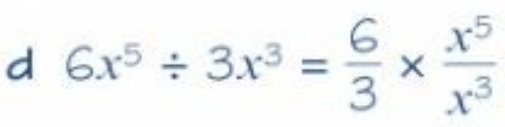 d 6x⁵ ÷ 3x³ = 6/3 × x⁵/x³